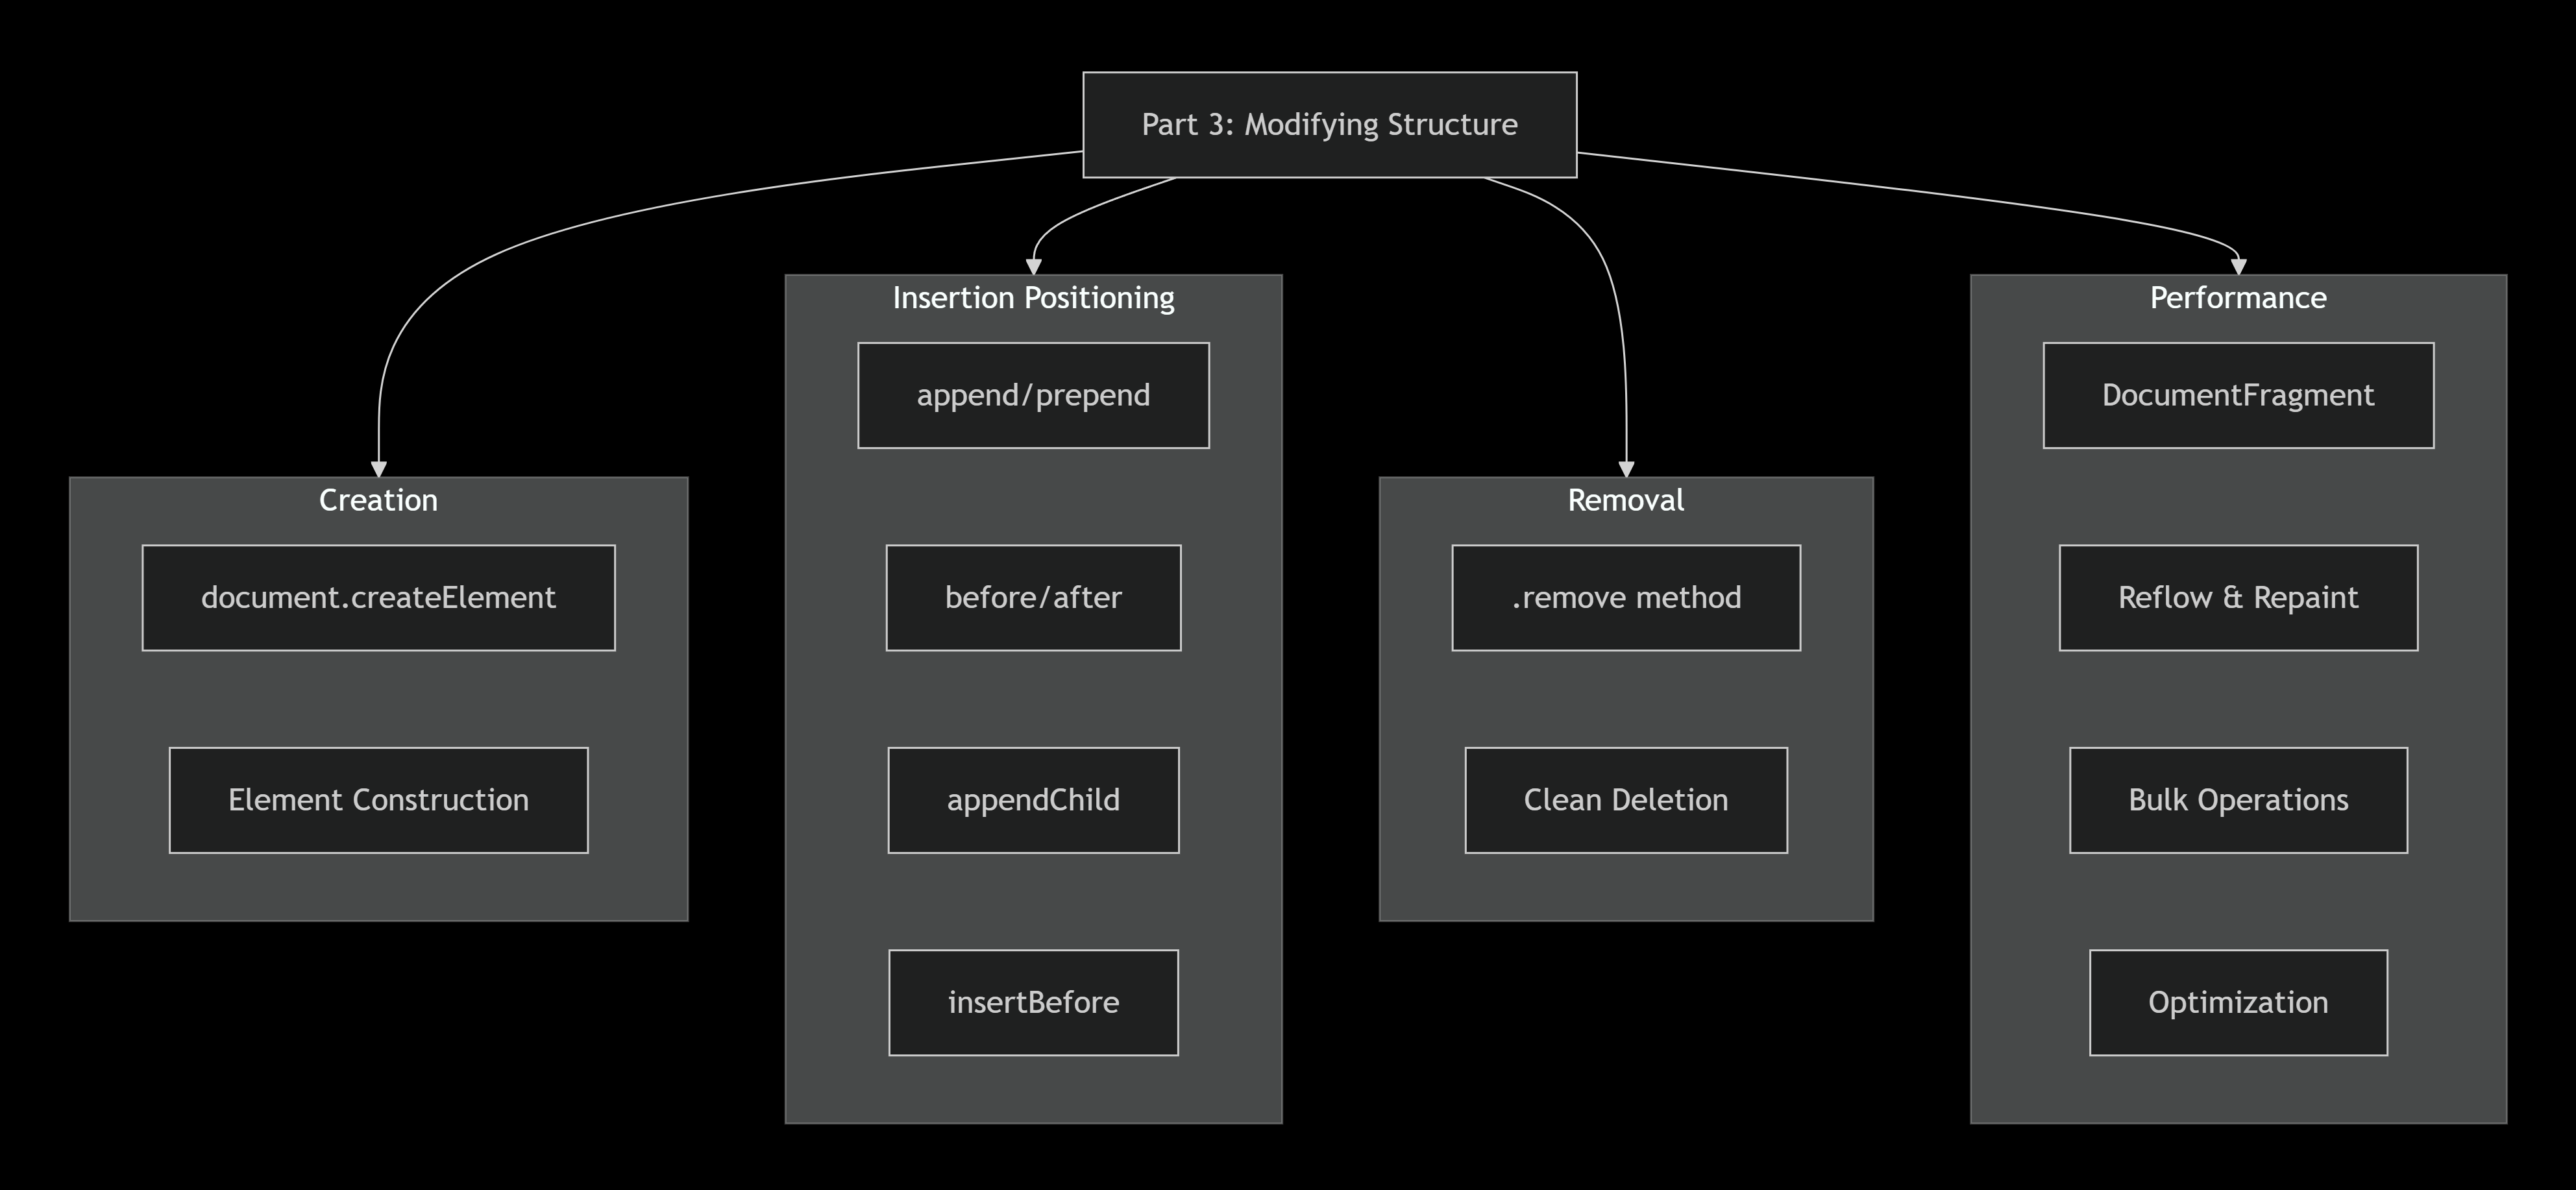 Part 3: Modifying Structure
Creation
document.createElement
Element Construction
Insertion Positioning
append/prepend
before/after
appendChild
insertBefore
Removal
.remove method
Clean Deletion
Performance
DocumentFragment
Reflow & Repaint
Bulk Operations
Optimization